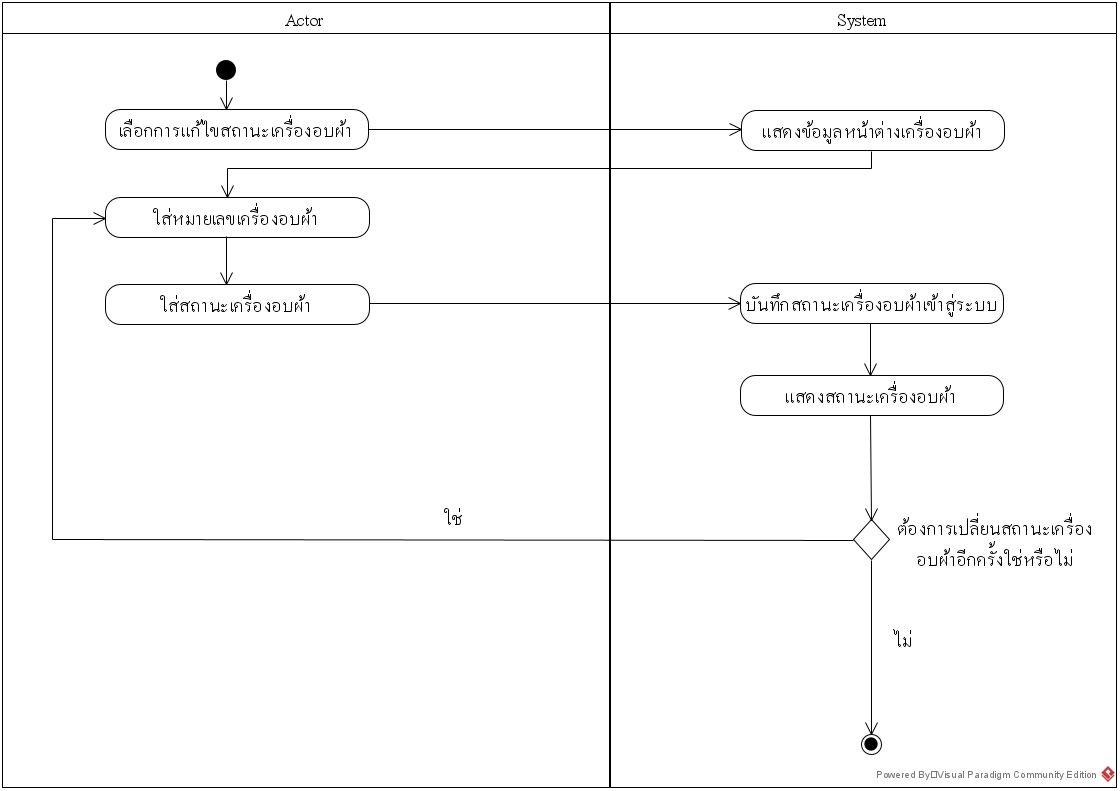 Actor
System
เลือกการแก้ไขสถานะเครื่องอบผ้า
แสดงข้อมูลหน้าต่างเครื่องอบผ้า
ใส่หมายเลขเครื่องอบผ้า
ใส่สถานะเครื่องอบผ้า
บันทึกสถานะเครื่องอบผ้าเข้าสู่ระบบ
แสดงสถานะเครื่องอบผ้า
ใช่
ต้องการเปลี่ยนสถานะเครื่อง
อบผ้าอีกครั้งใช่หรือไม่
ไม่
Powered By□Visual Paradigm Community Edition